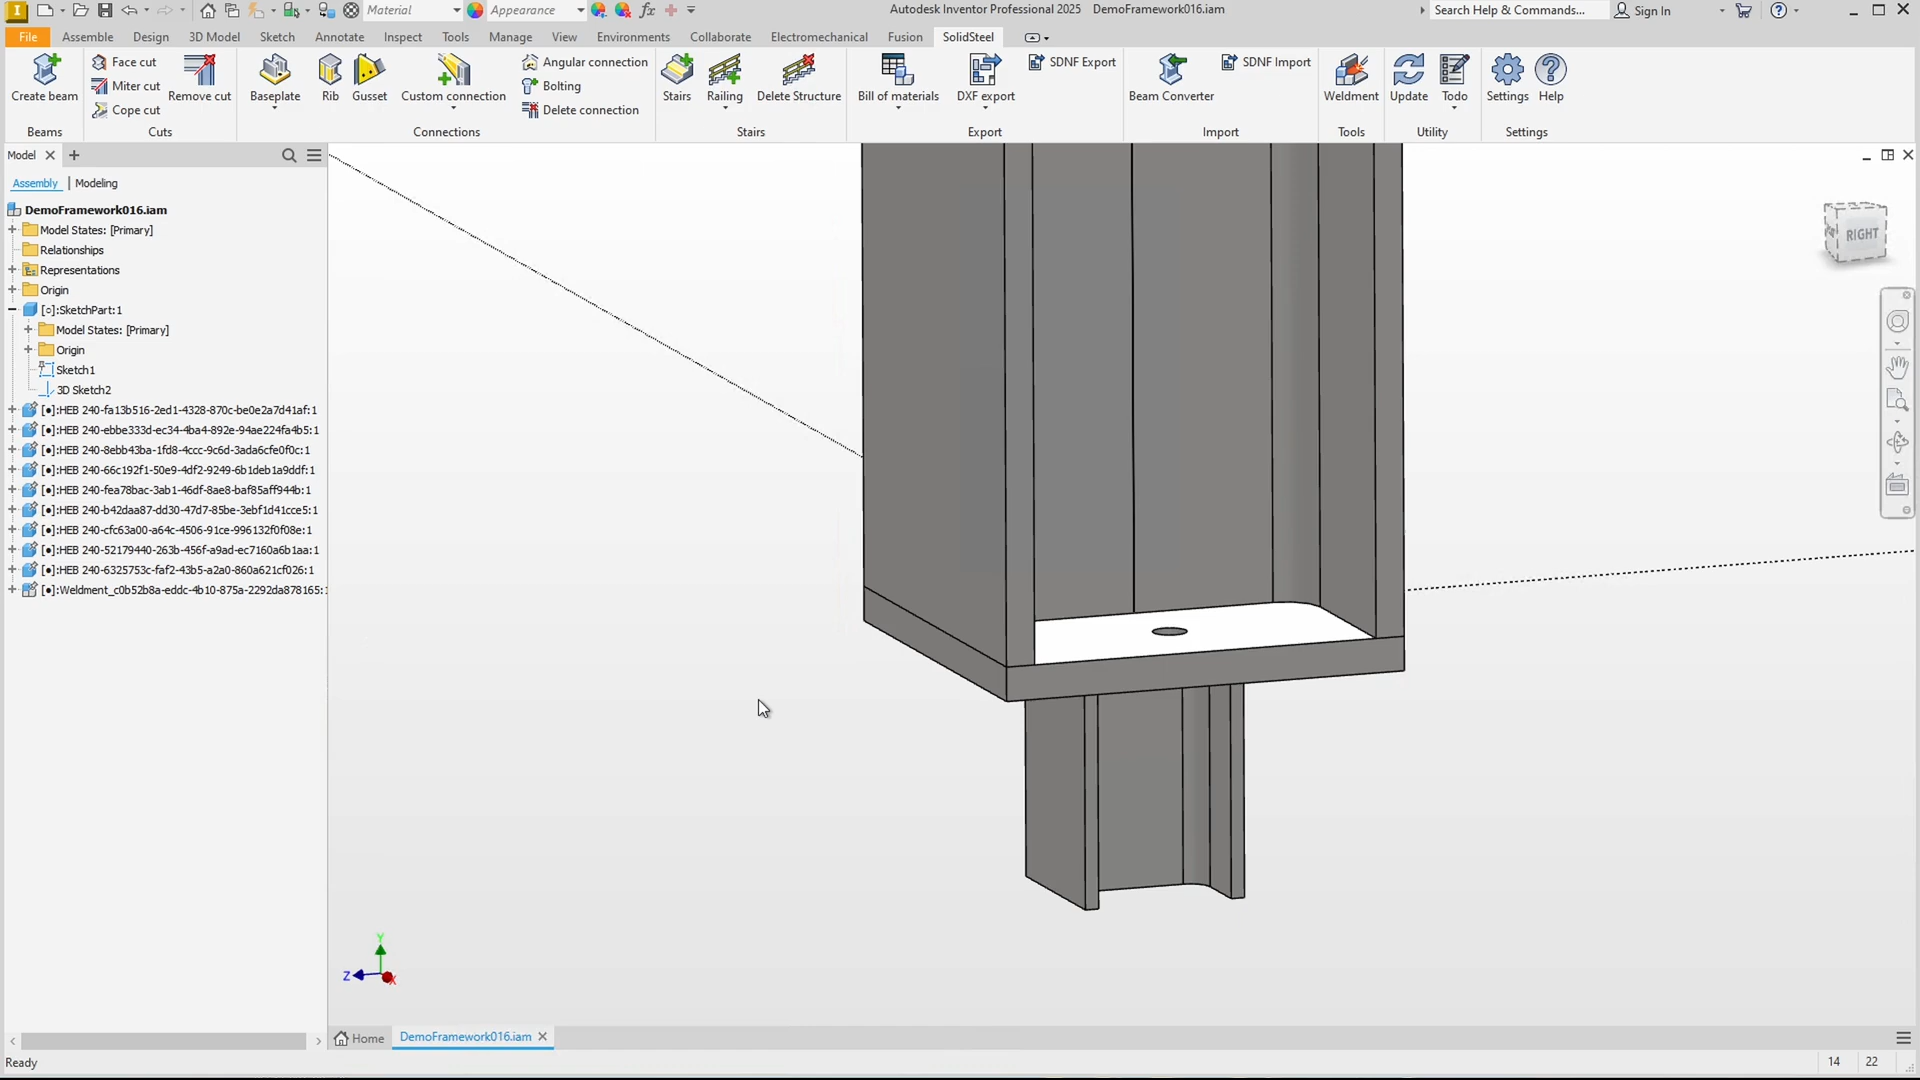 Material
Appearance
Autodesk Inventor Professional 2025 DemoFramework016.iam
Search Help & Commands...
Sign In
File
Assemble
Design
3D Model
Sketch
Annotate
Inspect
Tools
Manage
View
Environments
Collaborate
Electromechanical
Fusion
SolidSteel
Create beam
Face cut
Miter cut
Cope cut
Remove cut
Baseplate
Rib
Gusset
Custom connection
Angular connection
Bolting
Delete connection
Stairs
Railing
Delete Structure
Bill of materials
DXF export
SDNF Export
Beam Converter
SDNF Import
Weldment
Update
Todo
Settings
Help
Beams
Cuts
Connections
Stairs
Export
Import
Tools
Utility
Settings
Model
Assembly
Modeling
DemoFramework016.iam
Model States: [Primary]
Relationships
Representations
Origin
[○]:SketchPart:1
Model States: [Primary]
Origin
Sketch1
3D Sketch2
[●]:HEB 240-fa13b516-2ed1-4328-870c-be0e2a7d41af:1
[●]:HEB 240-ebbe333d-ec34-4ba4-892e-94ae224fa4b5:1
[●]:HEB 240-8ebb43ba-1fd8-4ccc-9c6d-3ada6cfe0f0c:1
[●]:HEB 240-66c192f1-50e9-4df2-9249-6b1deb1a9ddf:1
[●]:HEB 240-fea78bac-3ab1-46df-8ae8-baf85aff944b:1
[●]:HEB 240-b42daa87-dd30-47d7-85be-3ebf1d41cce5:1
[●]:HEB 240-cfc63a00-a64c-4506-91ce-996132f0f08e:1
[●]:HEB 240-52179440-263b-456f-a9ad-ec7160a6b1aa:1
[●]:HEB 240-6325753c-faf2-43b5-a2a0-860a621cf026:1
[●]:Weldment_c0b52b8a-eddc-4b10-875a-2292da878165:1
RIGHT
Y
Z
X
Home
DemoFramework016.iam
Ready
14
22